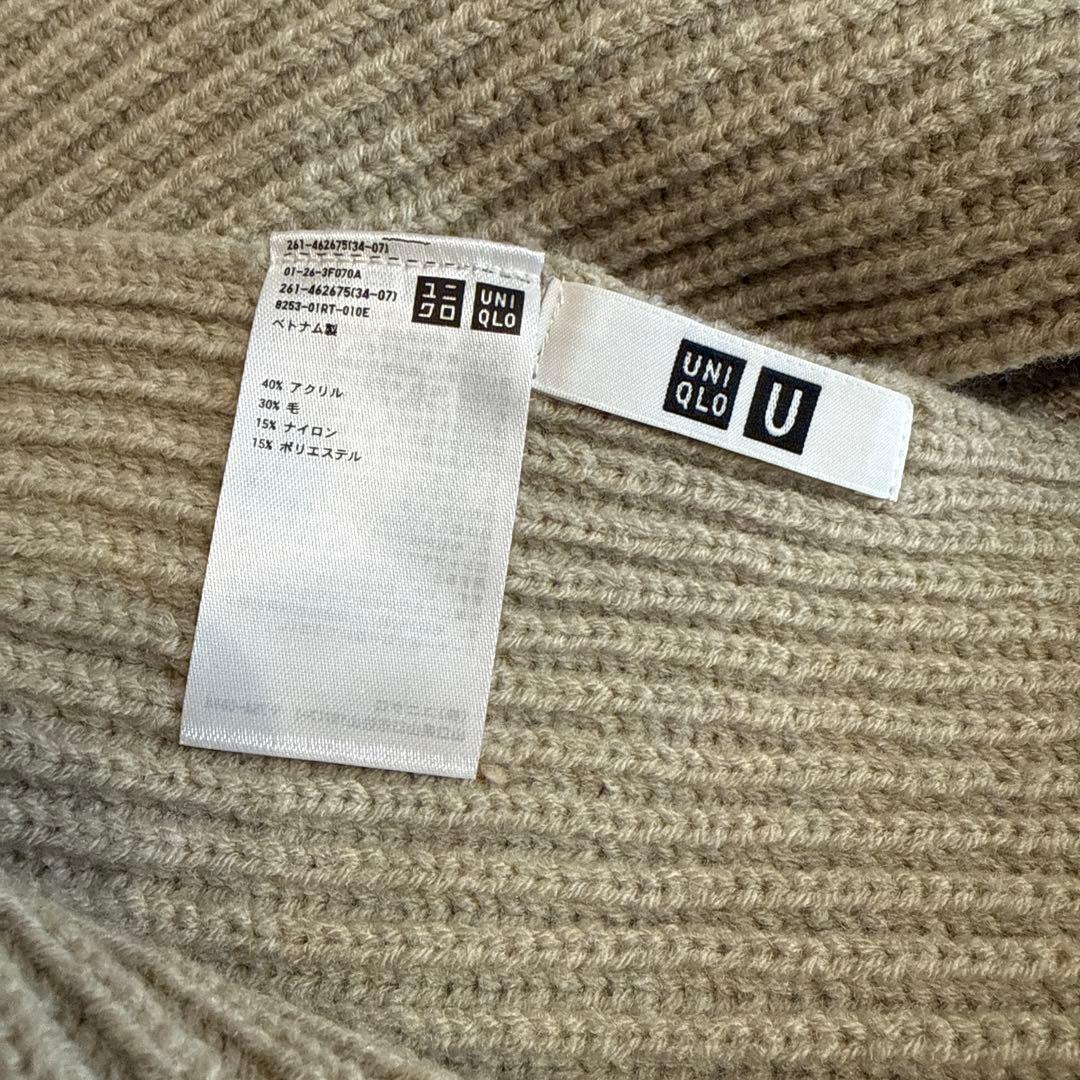 261-462675(34-07)
01-26-3F070A
261-462675(34-07)
8253-01RT-010E
ベトナム製
ユニ
クロ
UNI
QLO
40% アクリル
30% 毛
15% ナイロン
15% ポリエステル
UNI
QLO
U